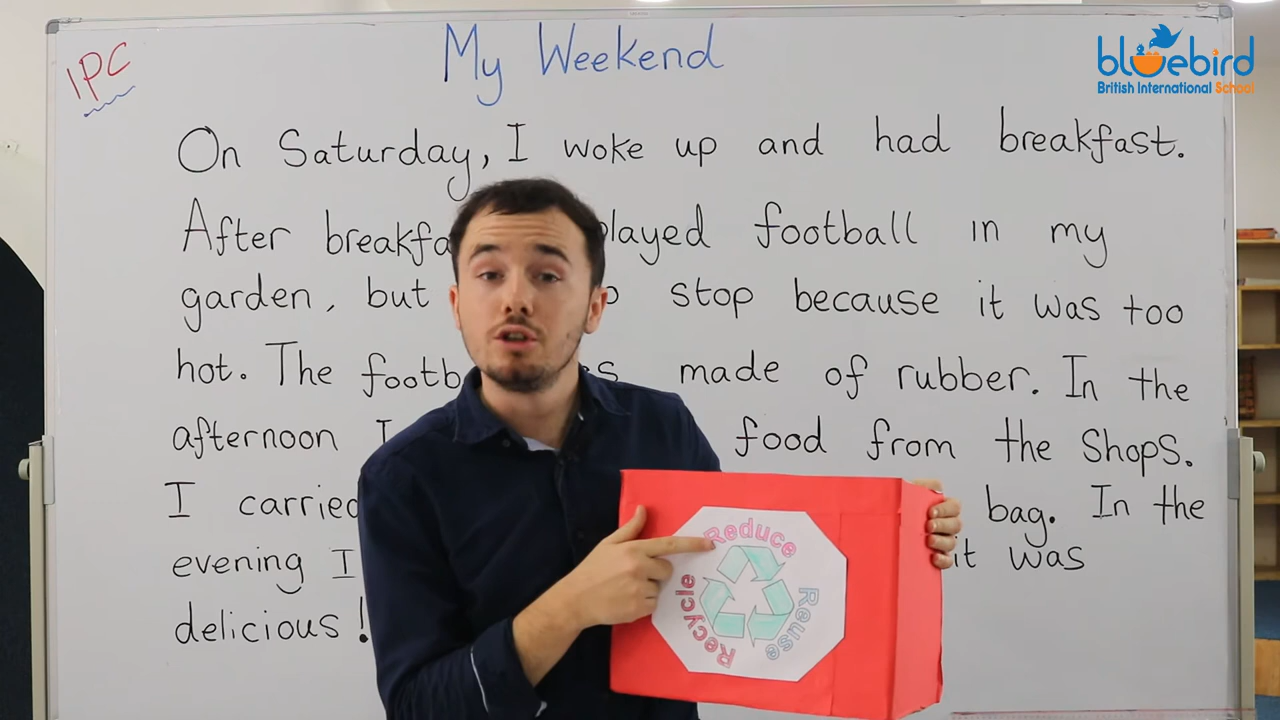 IPC
My Weekend
bluebird
British International School
On Saturday, I woke up and had breakfast.
After breakfa played football in my
garden, but stop because it was too
hot. The footb made of rubber. In the
afternoon I food from the shops.
I carried bag. In the
evening I it was
delicious!
Reduce
Reuse
Recycle